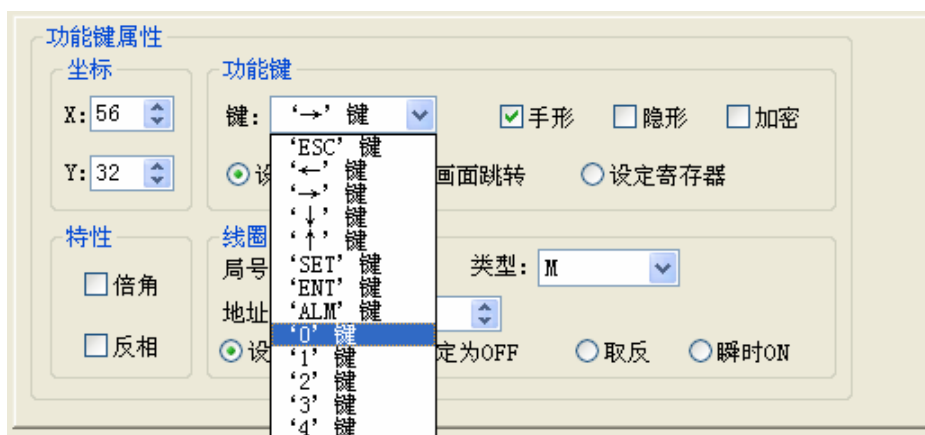 功能键属性
坐标
功能键
X: 56
键: ‘→’ 键
手形
隐形
加密
‘ESC’ 键
‘←’ 键
Y: 32
设
画面跳转
设定寄存器
‘→’ 键
‘↓’ 键
特性
线圈
‘↑’ 键
局号
‘SET’ 键
类型: M
倍角
‘ENT’ 键
地址
‘ALM’ 键
‘0’ 键
反相
设
定为OFF
取反
瞬时ON
‘1’ 键
‘2’ 键
‘3’ 键
‘4’ 键